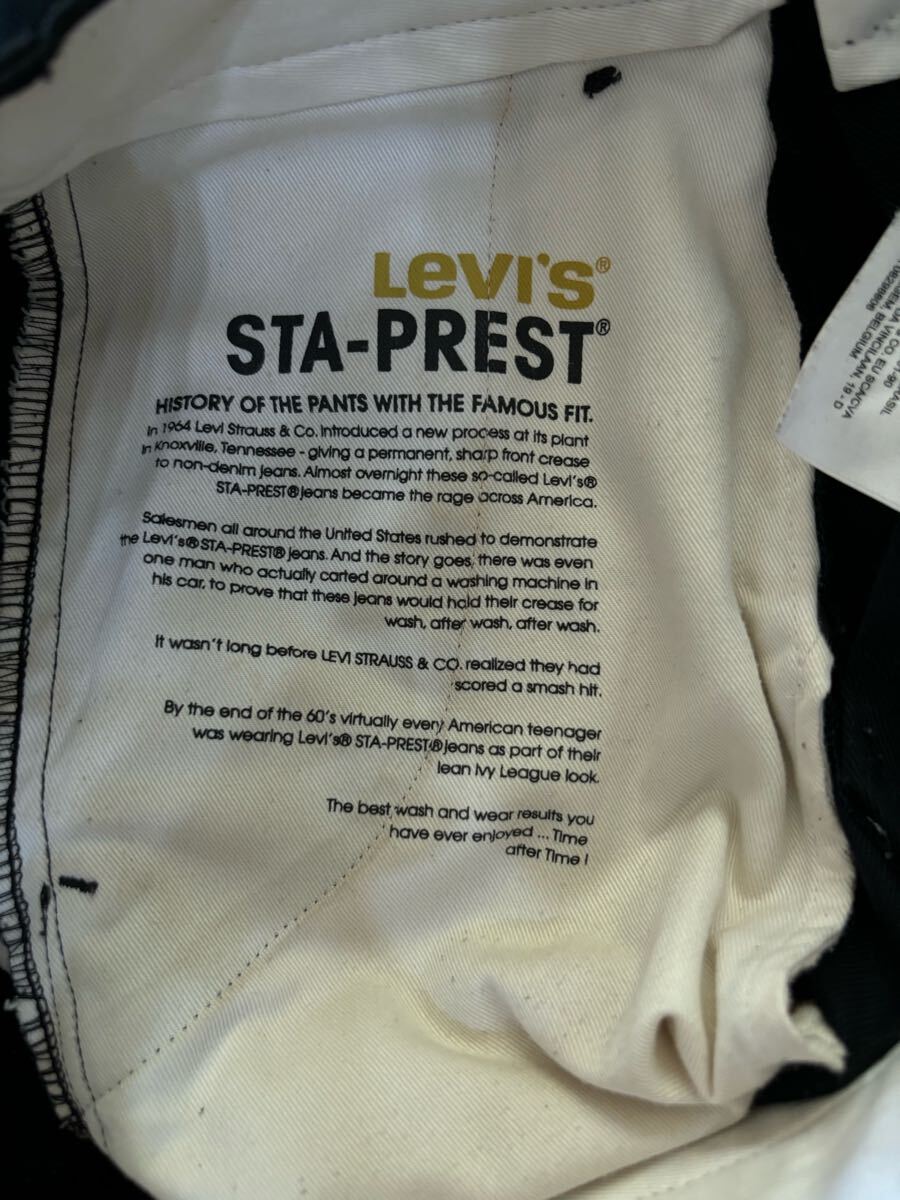 Levi's®
STA-PREST®
HISTORY OF THE PANTS WITH THE FAMOUS FIT.
In 1964 Levi Strauss & Co. Introduced a new process at its plant
in Knoxville, Tennessee - giving a permanent, sharp front crease
to non-denim jeans. Almost overnight these so-called Levi's®
STA-PREST® jeans became the rage across America.
Salesmen all around the United States rushed to demonstrate
the Levi's® STA-PREST® jeans. And the story goes, there was even
one man who actually carted around a washing machine in
his car, to prove that these jeans would hold their crease for
wash, after wash, after wash.
It wasn't long before LEVI STRAUSS & CO. realized they had
scored a smash hit.
By the end of the 60's virtually every American teenager
was wearing Levi's® STA-PREST® jeans as part of their
lean Ivy League look.
The best wash and wear results you
have ever enjoyed ... Time
after Time !
CO. EU SCA/CVA
VINCILAAN, 19 - D
BELGIUM